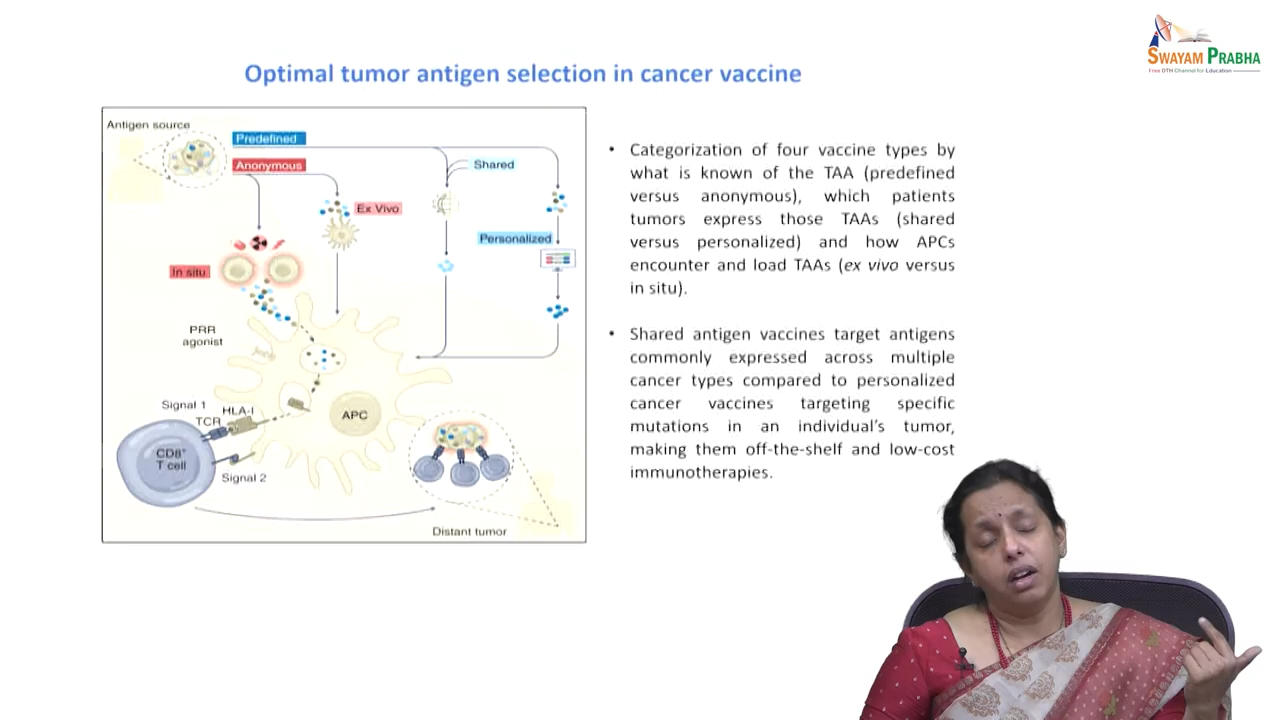 SWAYAM PRABHA
Free DTH Channel for Education
Optimal tumor antigen selection in cancer vaccine
Antigen source
Predefined
Anonymous
Shared
Ex Vivo
Personalized
In situ
PRR
agonist
Signal 1
HLA-I
TCR
APC
CD8+
T cell
Signal 2
Distant tumor
• Categorization of four vaccine types by
what is known of the TAA (predefined
versus anonymous), which patients
tumors express those TAAs (shared
versus personalized) and how APCs
encounter and load TAAs (ex vivo versus
in situ).
• Shared antigen vaccines target antigens
commonly expressed across multiple
cancer types compared to personalized
cancer vaccines targeting specific
mutations in an individual's tumor,
making them off-the-shelf and low-cost
immunotherapies.